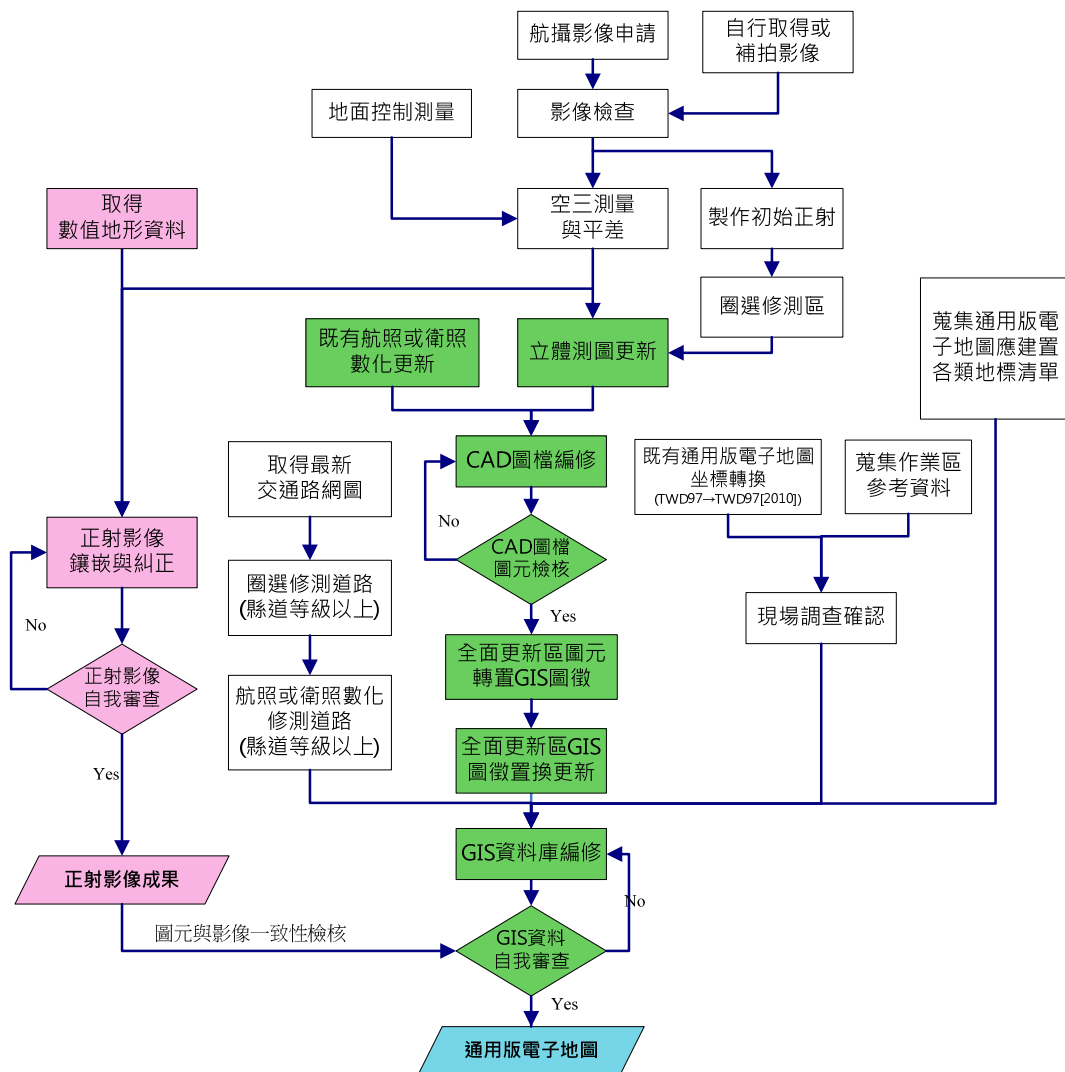 航攝影像申請
自行取得或
補拍影像
地面控制測量
影像檢查
取得
數值地形資料
空三測量
與平差
製作初始正射
圈選修測區
蒐集通用版電
子地圖應建置
各類地標清單
既有航照或衛照
數化更新
立體測圖更新
取得最新
交通路網圖
CAD圖檔編修
既有通用版電子地圖
坐標轉換
(TWD97→TWD97[2010])
蒐集作業區
參考資料
正射影像
鑲嵌與糾正
No
CAD圖檔
圖元檢核
圈選修測道路
(縣道等級以上)
現場調查確認
No
Yes
正射影像
自我審查
全面更新區圖元
轉置GIS圖徵
航照或衛照數化
修測道路
(縣道等級以上)
全面更新區GIS
圖徵置換更新
Yes
GIS資料庫編修
正射影像成果
No
圖元與影像一致性檢核
GIS資料
自我審查
Yes
通用版電子地圖